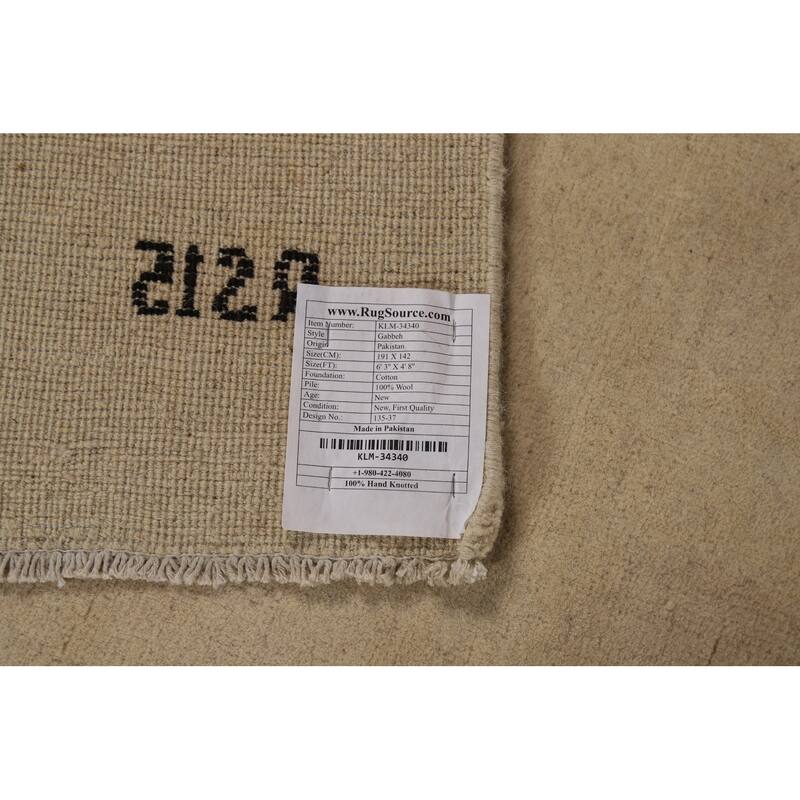 5129
www.RugSource.com
Item Number: KLM-34340
Style Gabbeh
Origin Pakistan
Size(CM): 191 X 142
Size(FT): 6' 3" X 4' 8"
Foundation: Cotton
Pile: 100% Wool
Age: New
Condition: New, First Quality
Design No.: 135-37
Made in Pakistan
KLM-34340
+1-980-422-4080
100% Hand Knotted